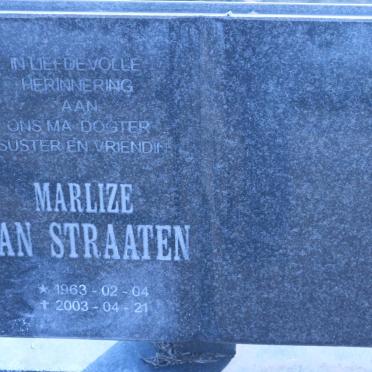 IN LIEFDEVOLLE
HERINNERING
AAN
ONS MA DOGTER
SUSTER EN VRIENDIN
MARLIZE
AN STRAATEN
* 1963 - 02 - 04
† 2003 - 04 - 21